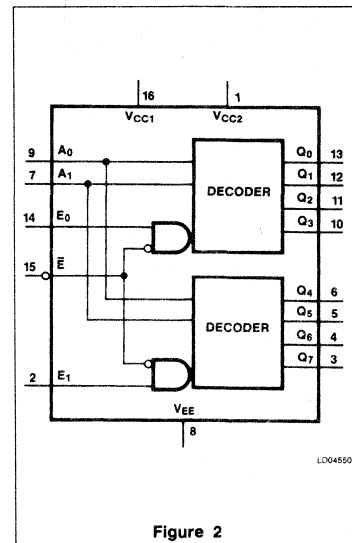 16 1
VCC1 VCC2
9 A0
7 A1
14 E0
15 E̅
2 E1
DECODER
Q0 13
Q1 12
Q2 11
Q3 10
DECODER
Q4 6
Q5 5
Q6 4
Q7 3
VEE
8
LD04550
Figure 2